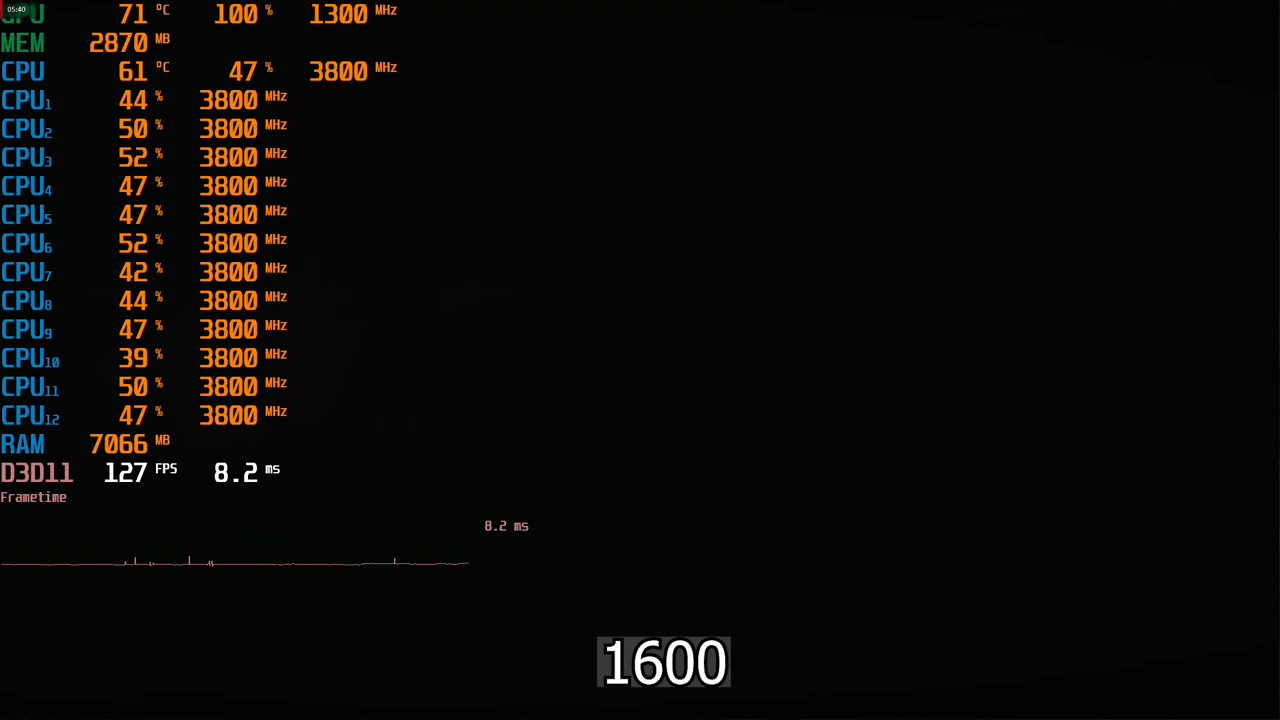 05:40
GPU 71 °C 100 % 1300 MHz
MEM 2870 MB
CPU 61 °C 47 % 3800 MHz
CPU1 44 % 3800 MHz
CPU2 50 % 3800 MHz
CPU3 52 % 3800 MHz
CPU4 47 % 3800 MHz
CPU5 47 % 3800 MHz
CPU6 52 % 3800 MHz
CPU7 42 % 3800 MHz
CPU8 44 % 3800 MHz
CPU9 47 % 3800 MHz
CPU10 39 % 3800 MHz
CPU11 50 % 3800 MHz
CPU12 47 % 3800 MHz
RAM 7066 MB
D3D11 127 FPS 8.2 ms
Frametime
8.2 ms
1600